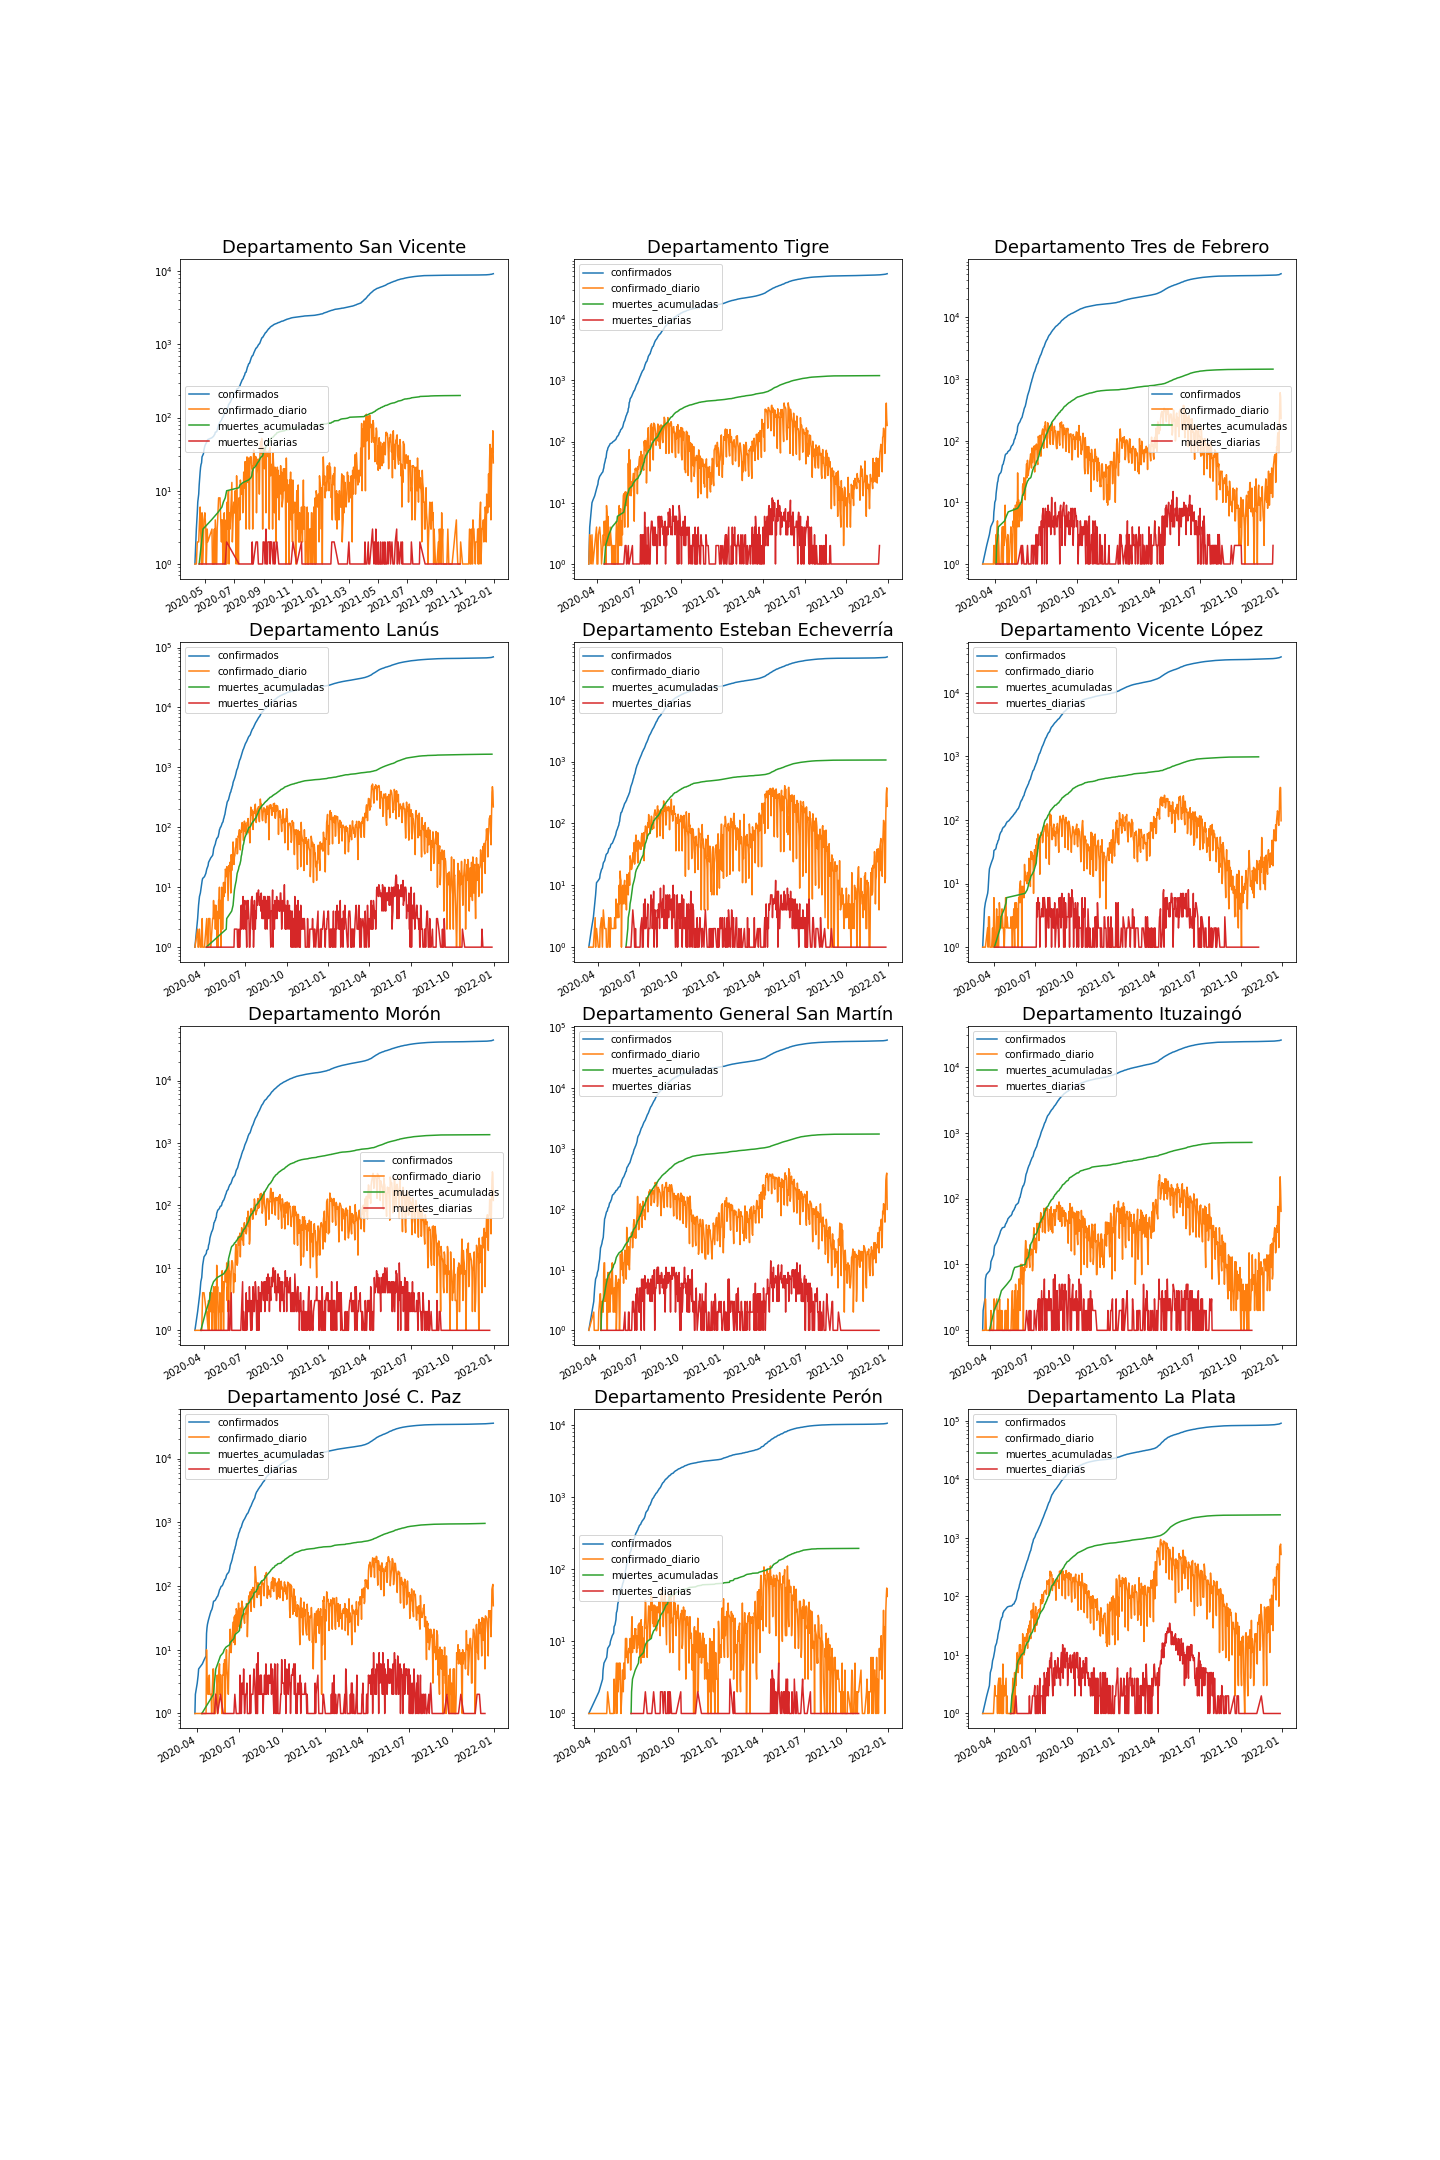 Departamento San Vicente
10⁴
10³
10²
10¹
10⁰
confirmados
confirmado_diario
muertes_acumuladas
muertes_diarias
2020-05 2020-07 2020-09 2020-11 2021-01 2021-03 2021-05 2021-07 2021-09 2021-11 2022-01
Departamento Tigre
confirmados
confirmado_diario
muertes_acumuladas
muertes_diarias
10⁴
10³
10²
10¹
10⁰
2020-04 2020-07 2020-10 2021-01 2021-04 2021-07 2021-10 2022-01
Departamento Tres de Febrero
10⁴
10³
10²
10¹
10⁰
confirmados
confirmado_diario
muertes_acumuladas
muertes_diarias
2020-04 2020-07 2020-10 2021-01 2021-04 2021-07 2021-10 2022-01
Departamento Lanús
10⁵
10⁴
10³
10²
10¹
10⁰
confirmados
confirmado_diario
muertes_acumuladas
muertes_diarias
2020-04 2020-07 2020-10 2021-01 2021-04 2021-07 2021-10 2022-01
Departamento Esteban Echeverría
confirmados
confirmado_diario
muertes_acumuladas
muertes_diarias
10⁴
10³
10²
10¹
10⁰
2020-04 2020-07 2020-10 2021-01 2021-04 2021-07 2021-10 2022-01
Departamento Vicente López
confirmados
confirmado_diario
muertes_acumuladas
muertes_diarias
10⁴
10³
10²
10¹
10⁰
2020-04 2020-07 2020-10 2021-01 2021-04 2021-07 2021-10 2022-01
Departamento Morón
10⁴
10³
10²
10¹
10⁰
confirmados
confirmado_diario
muertes_acumuladas
muertes_diarias
2020-04 2020-07 2020-10 2021-01 2021-04 2021-07 2021-10 2022-01
Departamento General San Martín
10⁵
10⁴
10³
10²
10¹
10⁰
confirmados
confirmado_diario
muertes_acumuladas
muertes_diarias
2020-04 2020-07 2020-10 2021-01 2021-04 2021-07 2021-10 2022-01
Departamento Ituzaingó
confirmados
confirmado_diario
muertes_acumuladas
muertes_diarias
10⁴
10³
10²
10¹
10⁰
2020-04 2020-07 2020-10 2021-01 2021-04 2021-07 2021-10 2022-01
Departamento José C. Paz
confirmados
confirmado_diario
muertes_acumuladas
muertes_diarias
10⁴
10³
10²
10¹
10⁰
2020-04 2020-07 2020-10 2021-01 2021-04 2021-07 2021-10 2022-01
Departamento Presidente Perón
10⁴
10³
10²
10¹
10⁰
confirmados
confirmado_diario
muertes_acumuladas
muertes_diarias
2020-04 2020-07 2020-10 2021-01 2021-04 2021-07 2021-10 2022-01
Departamento La Plata
10⁵
10⁴
10³
10²
10¹
10⁰
confirmados
confirmado_diario
muertes_acumuladas
muertes_diarias
2020-04 2020-07 2020-10 2021-01 2021-04 2021-07 2021-10 2022-01